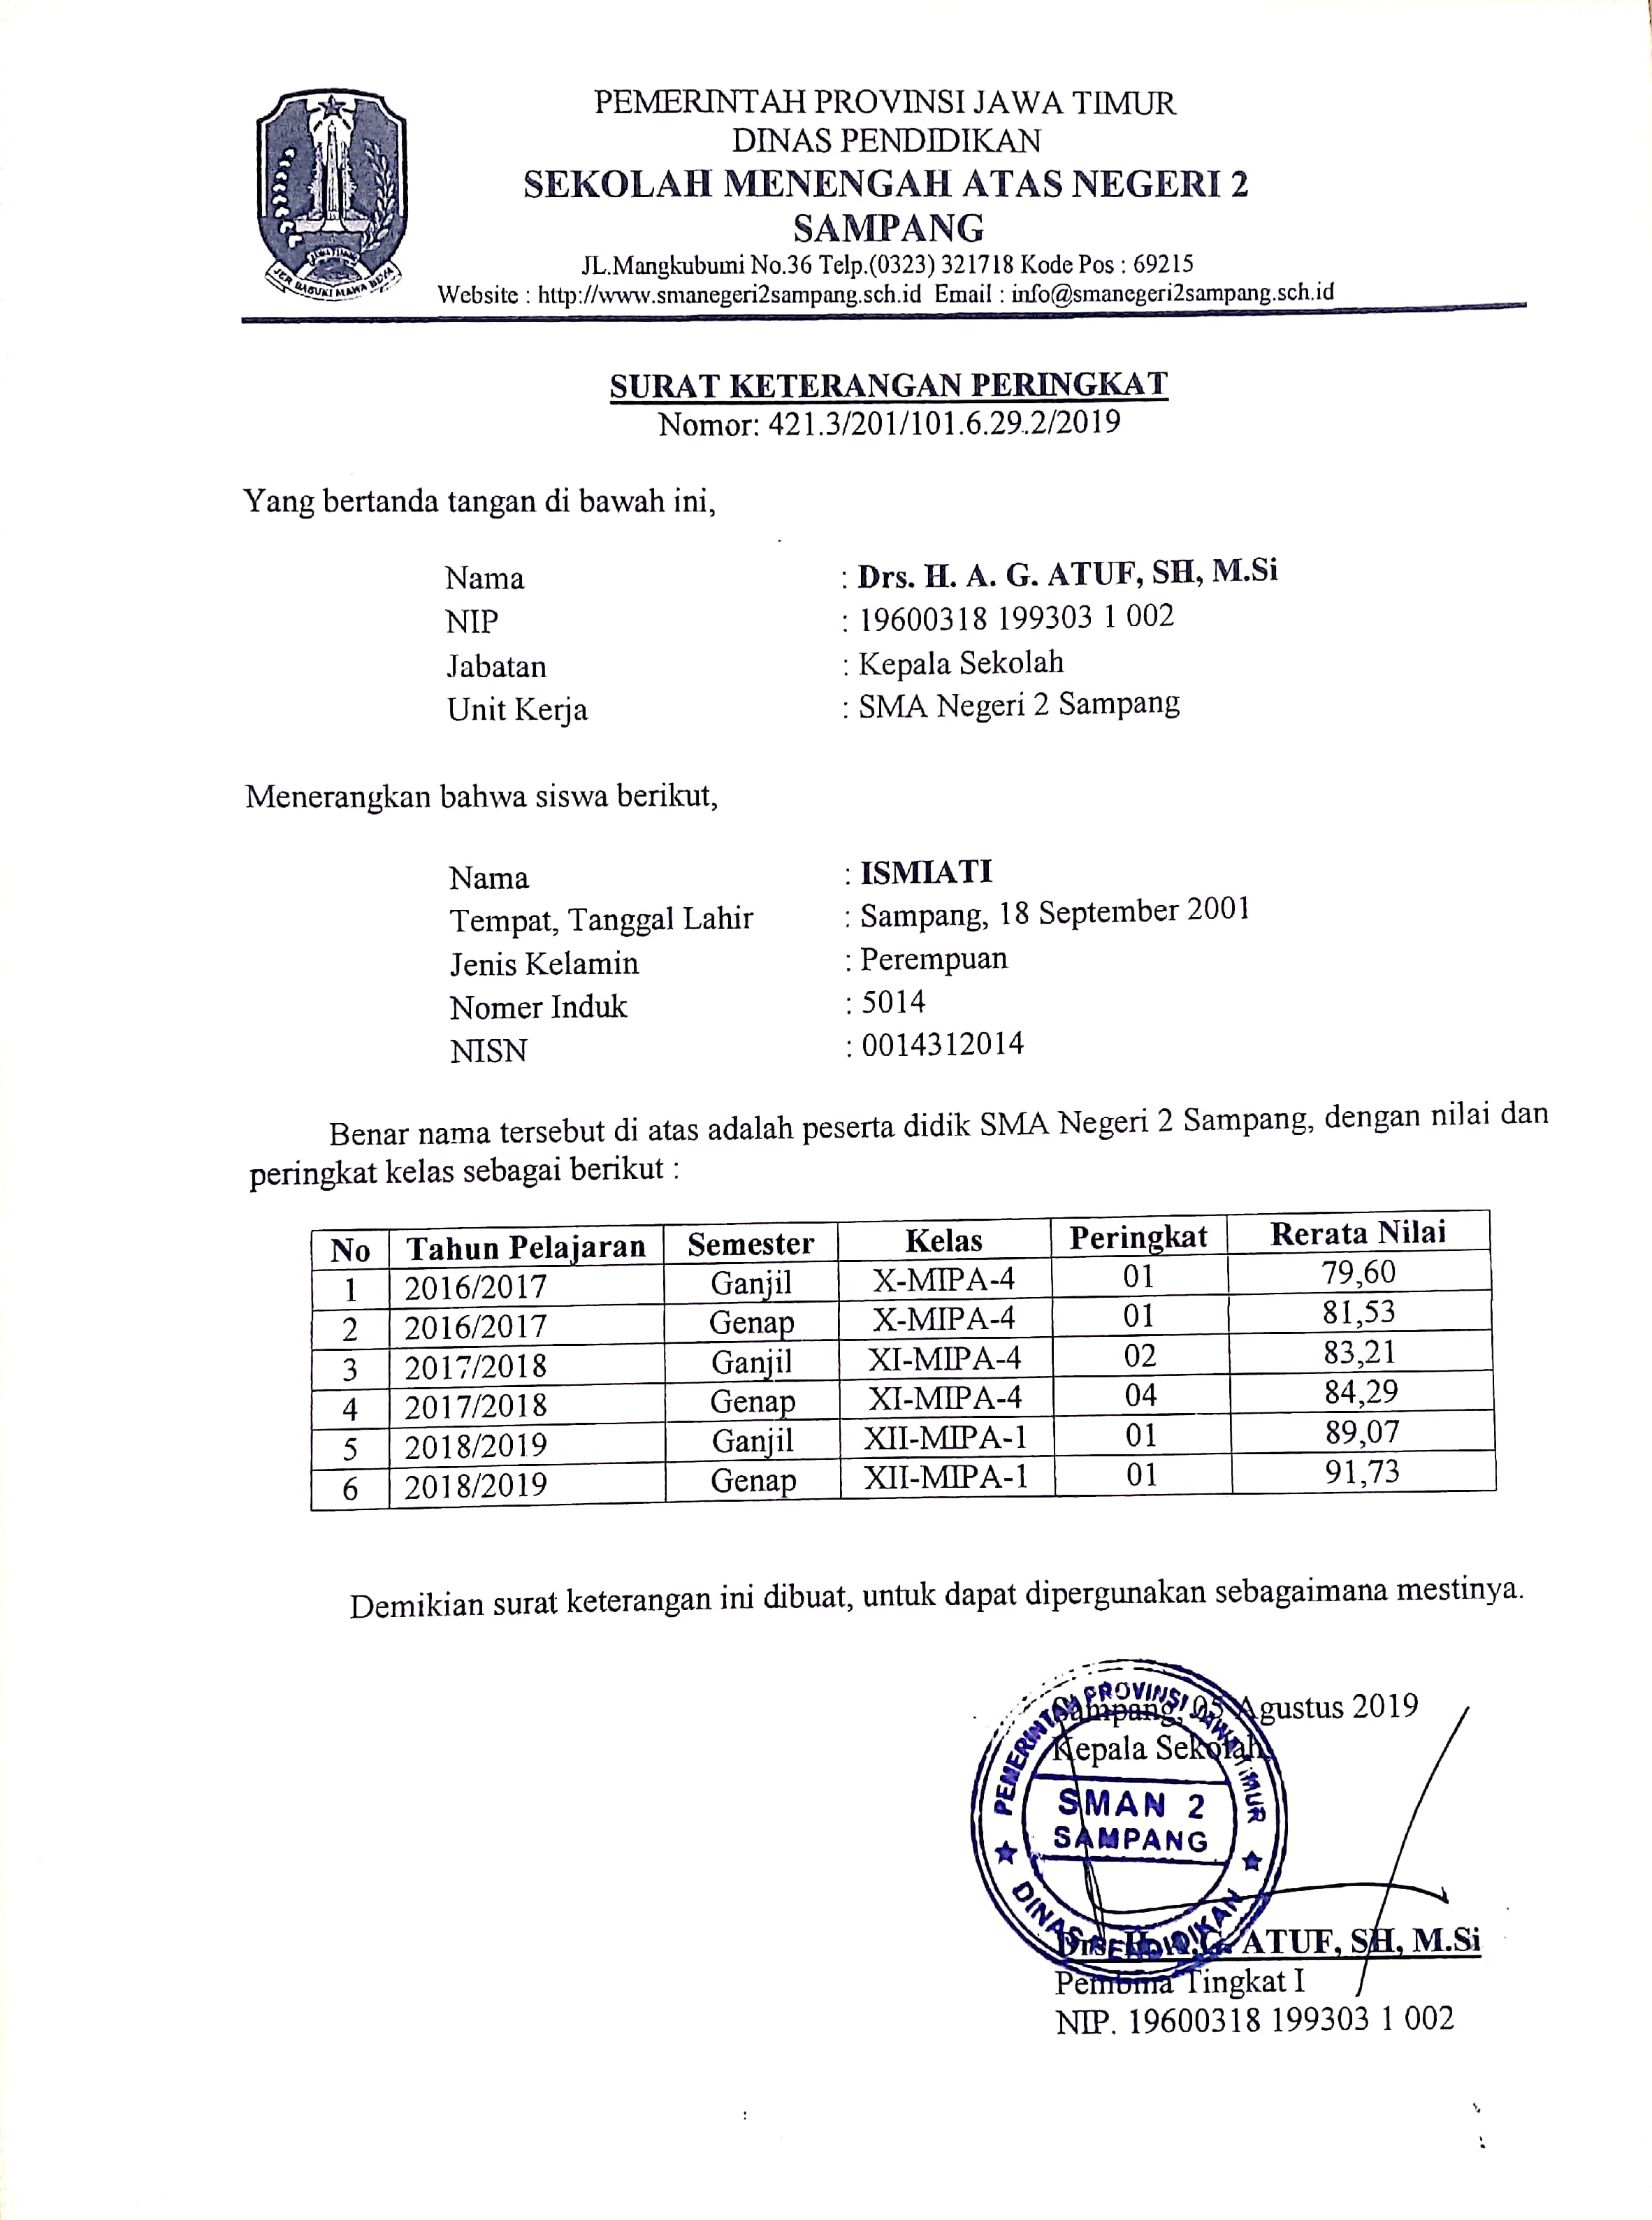 PEMERINTAH PROVINSI JAWA TIMUR
DINAS PENDIDIKAN
SEKOLAH MENENGAH ATAS NEGERI 2
SAMPANG
JL.Mangkubumi No.36 Telp.(0323) 321718 Kode Pos : 69215
Website : http://www.smanegeri2sampang.sch.id Email : info@smanegeri2sampang.sch.id
JAWA TIMUR
JER BASUKI MAWA BEYA
SURAT KETERANGAN PERINGKAT
Nomor: 421.3/201/101.6.29.2/2019
Yang bertanda tangan di bawah ini,
Nama : Drs. H. A. G. ATUF, SH, M.Si
NIP : 19600318 199303 1 002
Jabatan : Kepala Sekolah
Unit Kerja : SMA Negeri 2 Sampang
Menerangkan bahwa siswa berikut,
Nama : ISMIATI
Tempat, Tanggal Lahir : Sampang, 18 September 2001
Jenis Kelamin : Perempuan
Nomer Induk : 5014
NISN : 0014312014
Benar nama tersebut di atas adalah peserta didik SMA Negeri 2 Sampang, dengan nilai dan
peringkat kelas sebagai berikut :
No Tahun Pelajaran Semester Kelas Peringkat Rerata Nilai
1 2016/2017 Ganjil X-MIPA-4 01 79,60
2 2016/2017 Genap X-MIPA-4 01 81,53
3 2017/2018 Ganjil XI-MIPA-4 02 83,21
4 2017/2018 Genap XI-MIPA-4 04 84,29
5 2018/2019 Ganjil XII-MIPA-1 01 89,07
6 2018/2019 Genap XII-MIPA-1 01 91,73
Demikian surat keterangan ini dibuat, untuk dapat dipergunakan sebagaimana mestinya.
Sampang, 05 Agustus 2019
Kepala Sekolah,
PEMERINTAH PROVINSI JAWA TIMUR
SMAN 2
SAMPANG
DINAS PENDIDIKAN
Drs. H. A.G. ATUF, SH, M.Si
Pembina Tingkat I
NIP. 19600318 199303 1 002